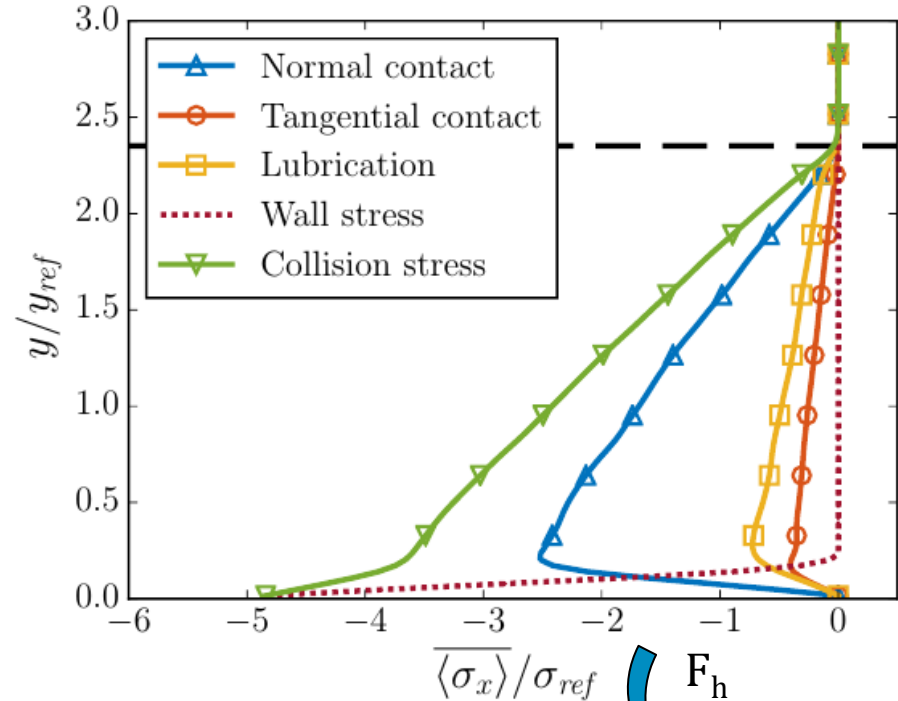 3.0
2.5
2.0
1.5
1.0
0.5
0.0
y/y_ref
Normal contact
Tangential contact
Lubrication
Wall stress
Collision stress
−6 −5 −4 −3 −2 −1 0
⟨σ_x⟩/σ_ref
F_h